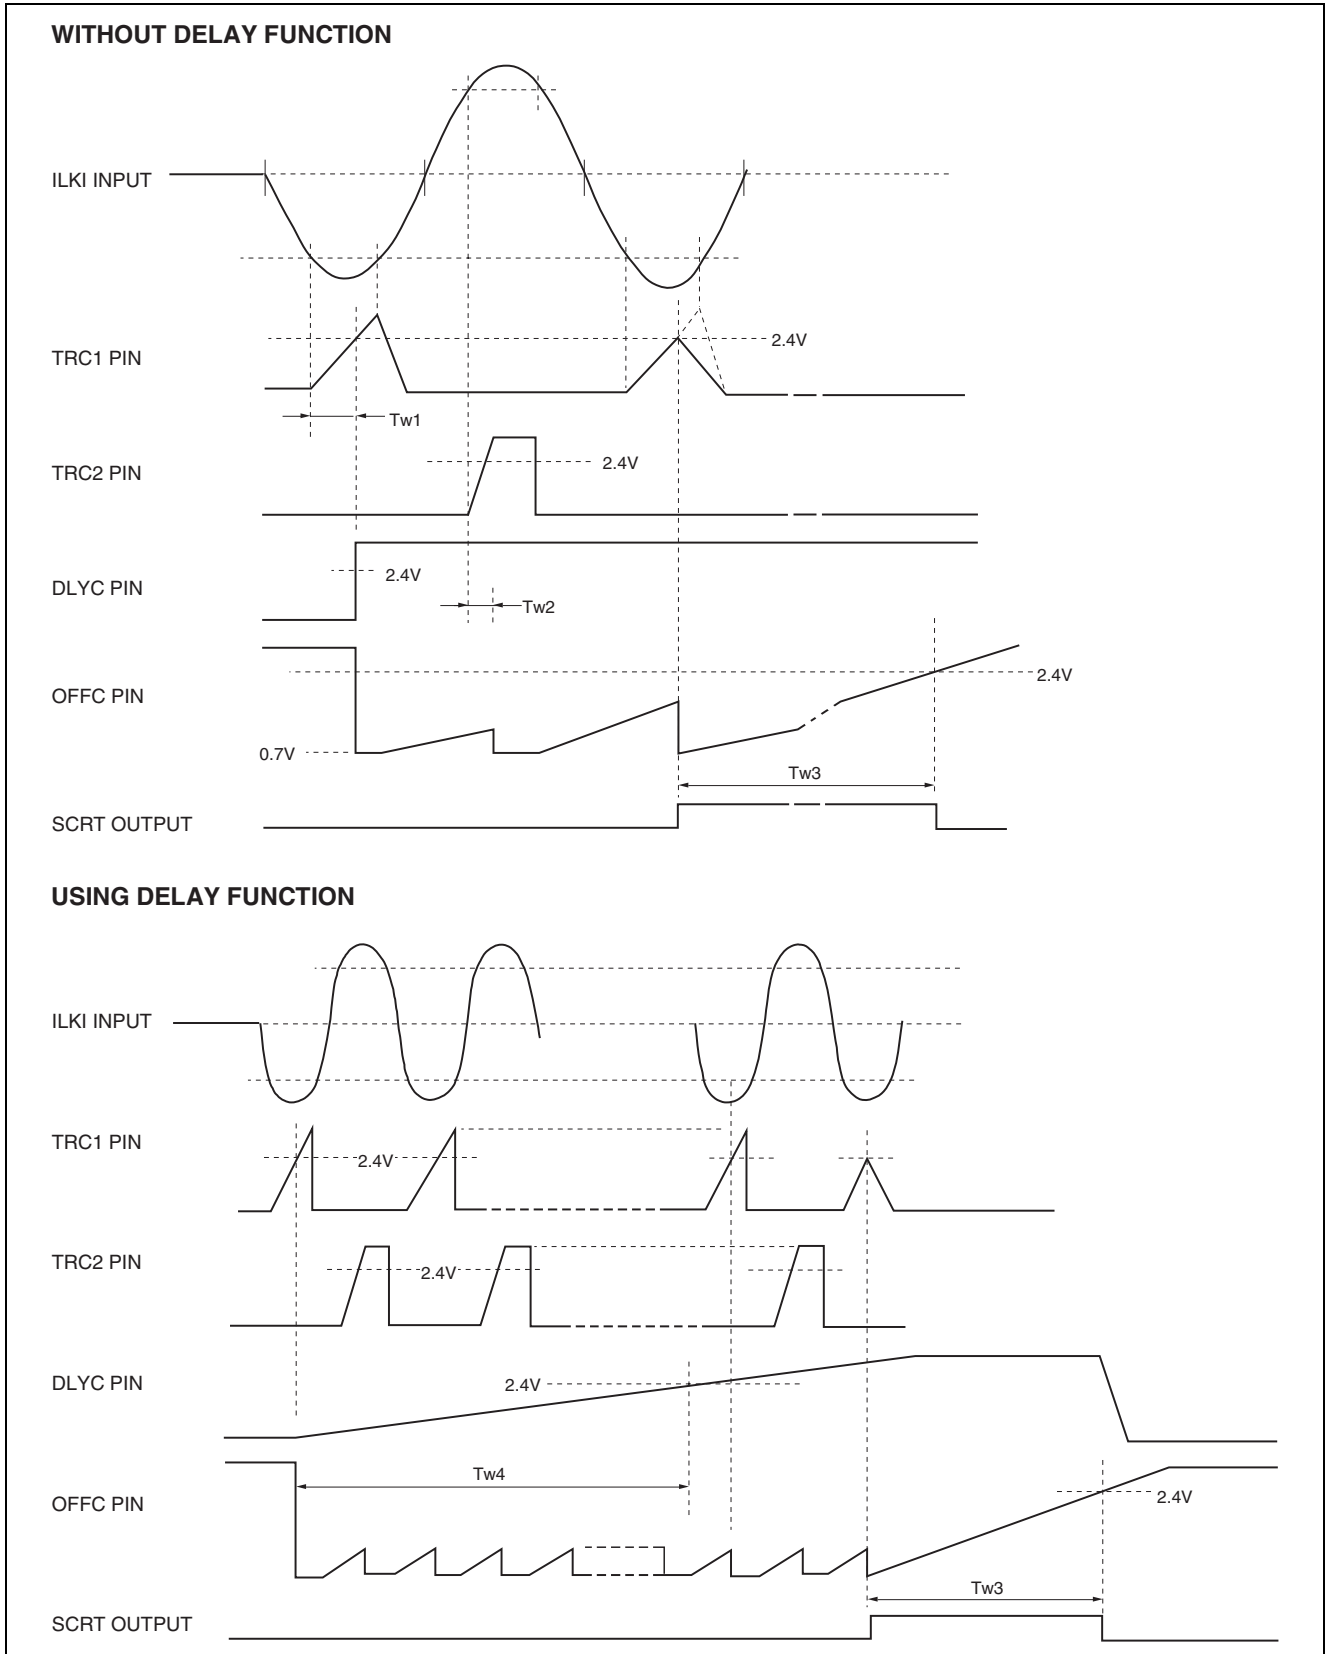 WITHOUT DELAY FUNCTION
ILKI INPUT
2.4V
TRC1 PIN
Tw1
TRC2 PIN
2.4V
2.4V
DLYC PIN
Tw2
2.4V
OFFC PIN
0.7V
Tw3
SCRT OUTPUT
USING DELAY FUNCTION
ILKI INPUT
TRC1 PIN
2.4V
TRC2 PIN
2.4V
DLYC PIN
2.4V
Tw4
OFFC PIN
2.4V
Tw3
SCRT OUTPUT